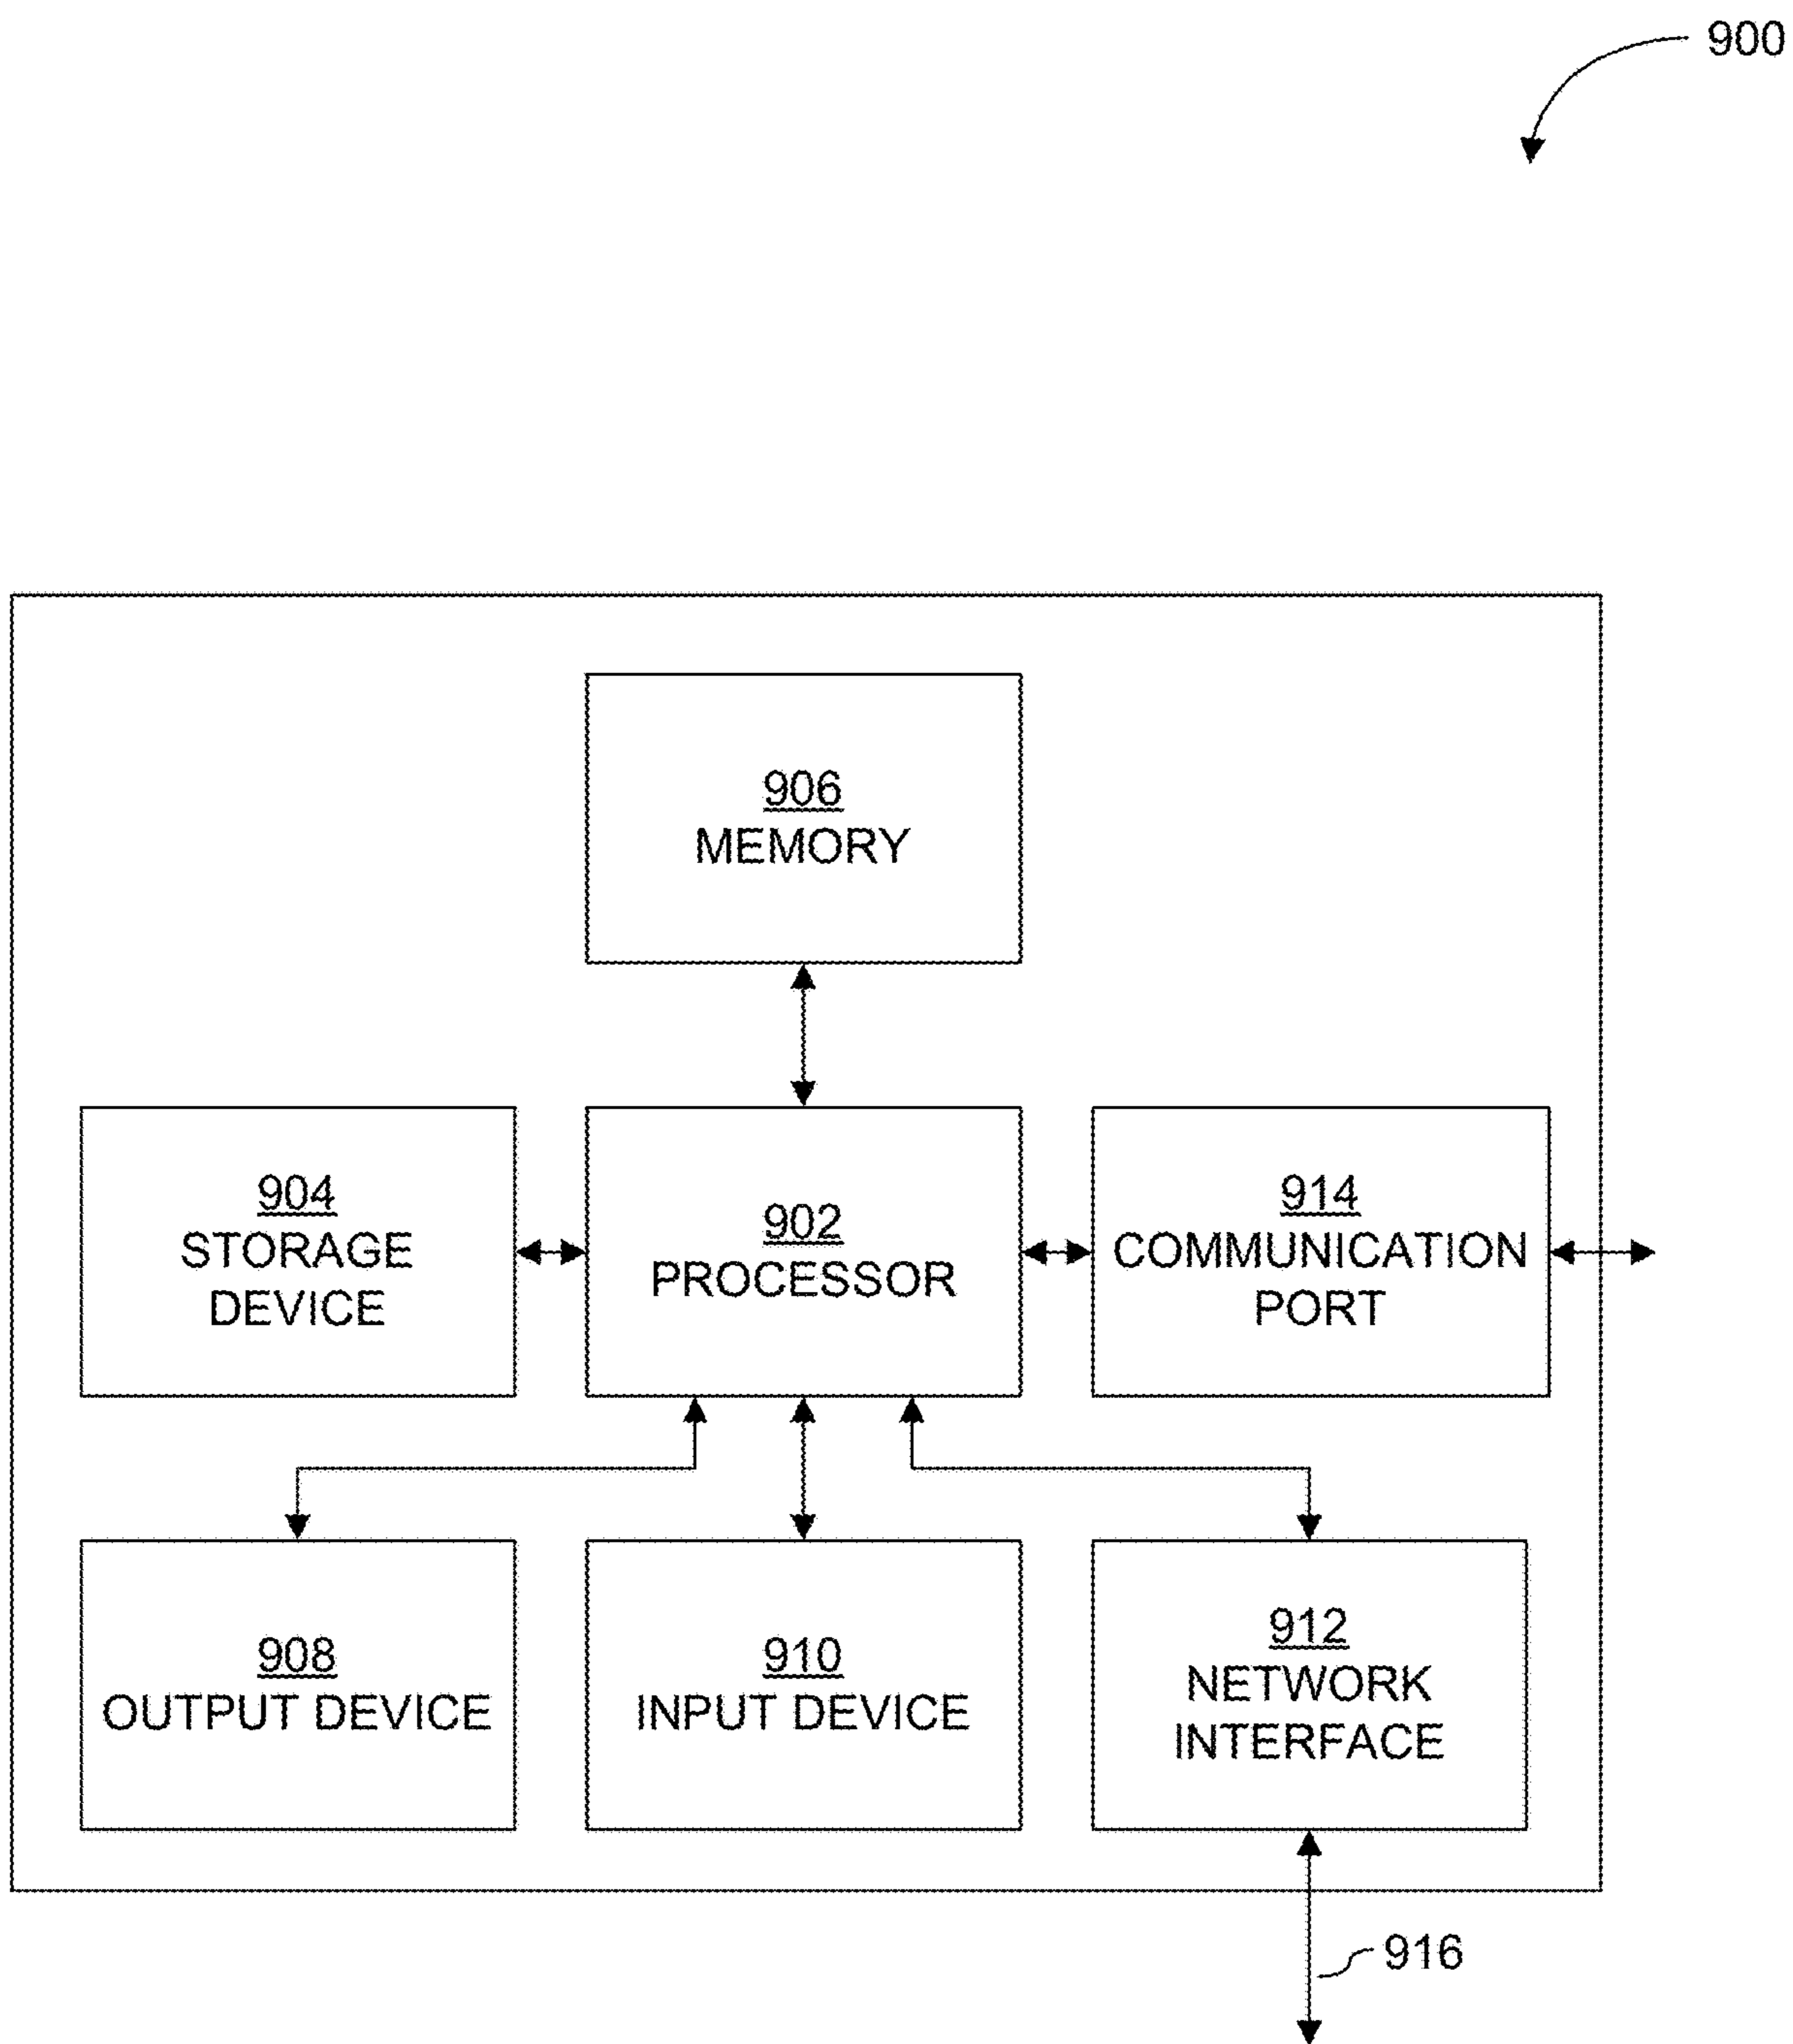 900
906
MEMORY
904
STORAGE
DEVICE
902
PROCESSOR
914
COMMUNICATION
PORT
908
OUTPUT DEVICE
910
INPUT DEVICE
912
NETWORK
INTERFACE
916